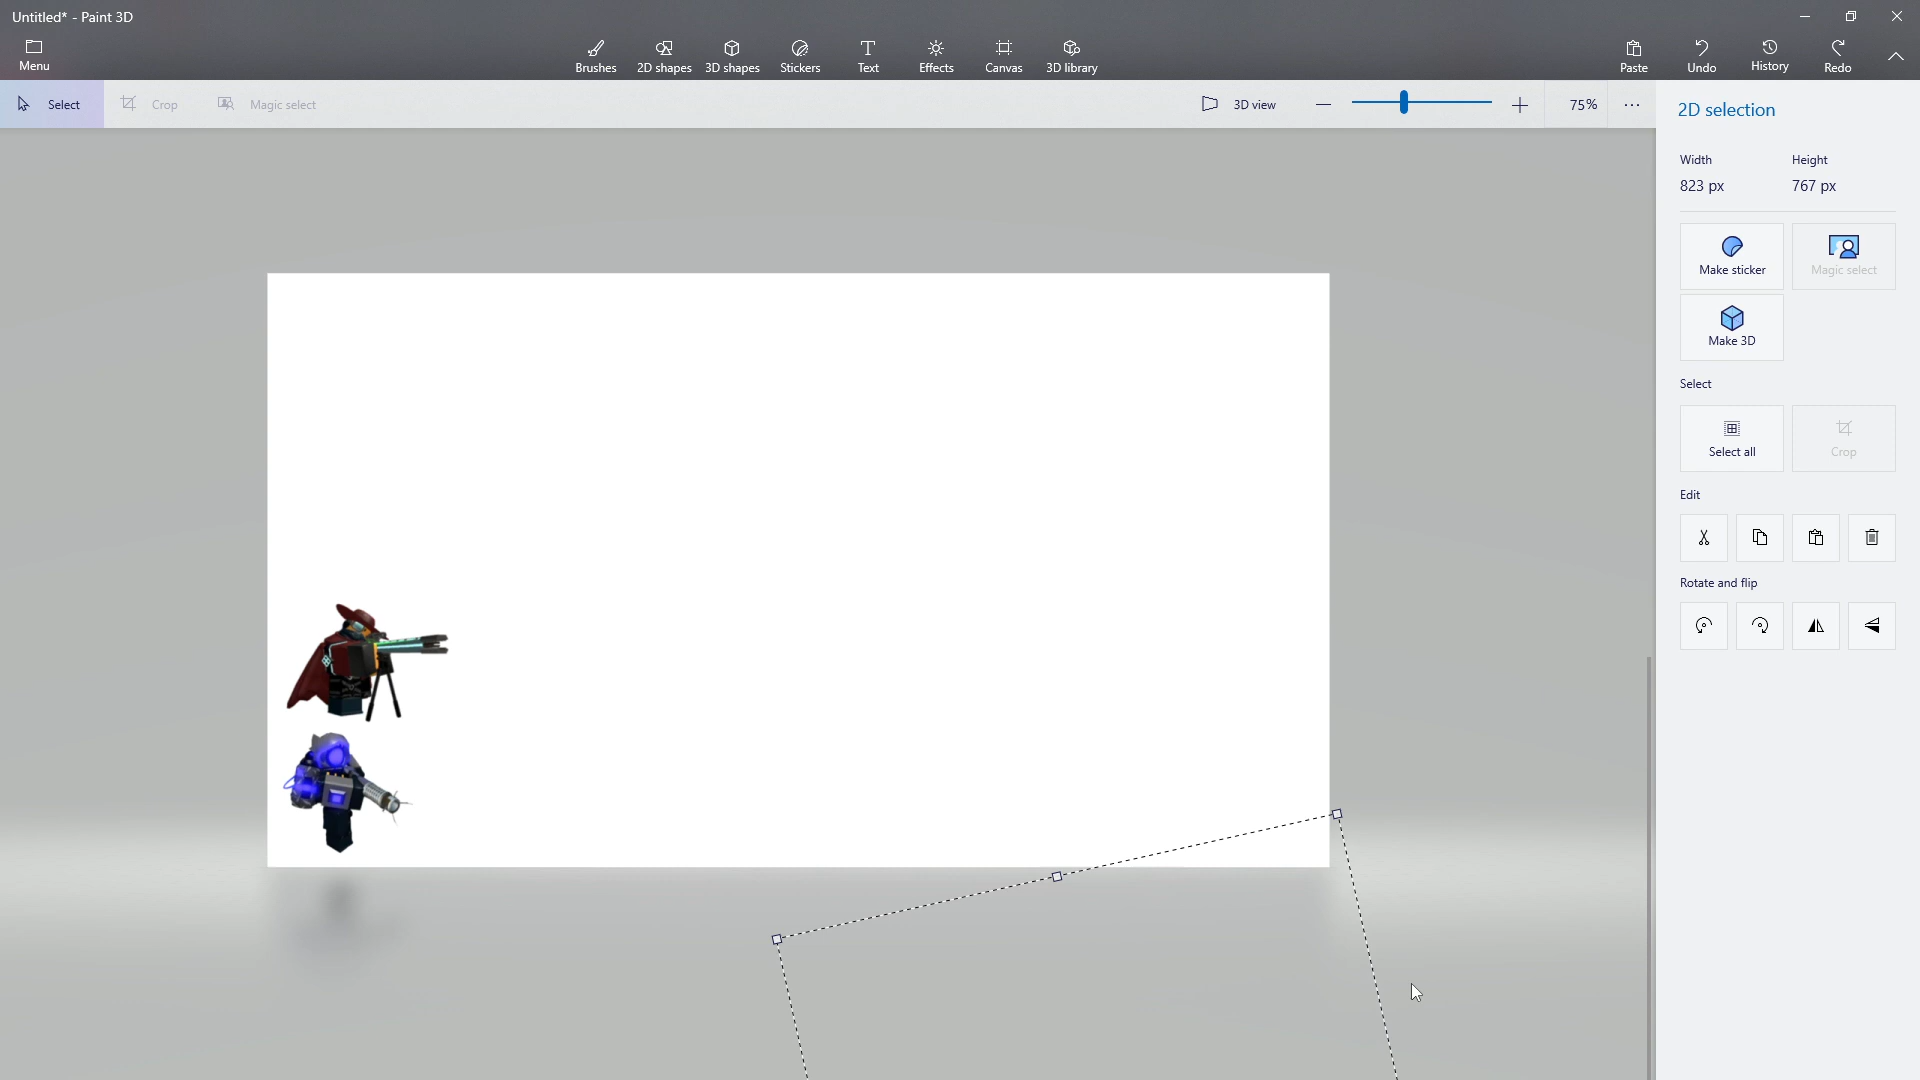 Untitled* - Paint 3D
Menu
Brushes
2D shapes
3D shapes
Stickers
Text
Effects
Canvas
3D library
Paste
Undo
History
Redo
Select
Crop
Magic select
3D view
75%
2D selection
Width
Height
823 px
767 px
Make sticker
Magic select
Make 3D
Select
Select all
Crop
Edit
Rotate and flip